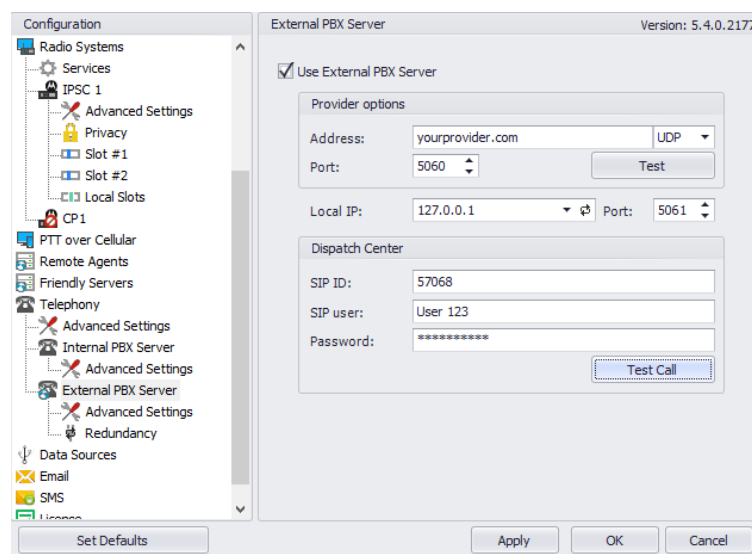 Configuration
Radio Systems
Services
IPSC 1
Advanced Settings
Privacy
Slot #1
Slot #2
Local Slots
CP1
PTT over Cellular
Remote Agents
Friendly Servers
Telephony
Advanced Settings
Internal PBX Server
Advanced Settings
External PBX Server
Advanced Settings
Redundancy
Data Sources
Email
SMS
License
Set Defaults
External PBX Server Version: 5.4.0.2177
Use External PBX Server
Provider options
Address: yourprovider.com UDP
Port: 5060 Test
Local IP: 127.0.0.1 Port: 5061
Dispatch Center
SIP ID: 57068
SIP user: User 123
Password: **********
Test Call
Apply OK Cancel